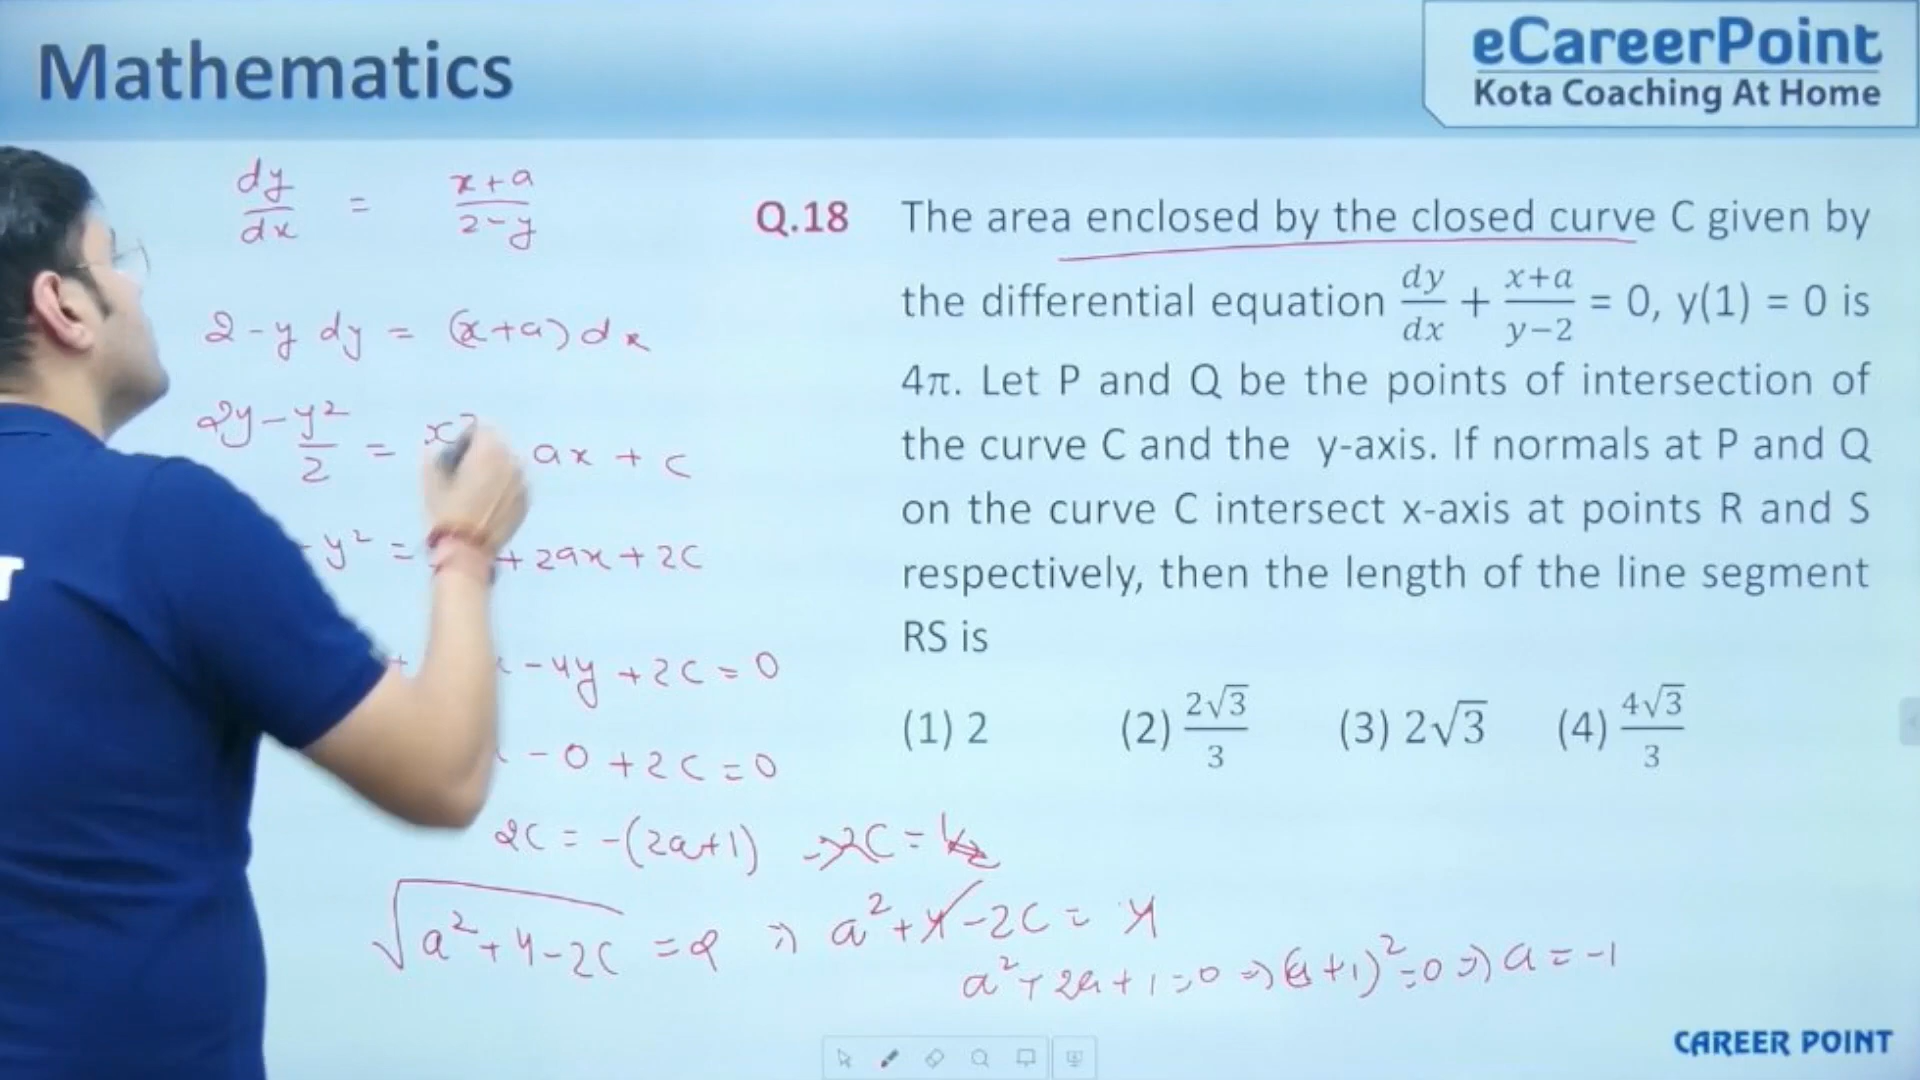 Mathematics
eCareerPoint
Kota Coaching At Home
dy/dx = x+a/2-y
2-y dy = (x+a)dx
2y - y²/2 = x² ax + c
y² = + 2ax + 2c
- 4y + 2c = 0
- 0 + 2c = 0
2c = -(2a+1) → 2c =
√a²+4-2c = 2 ⇒ a²+4-2c = 4
a²+2a+1=0 ⇒ (a+1)²=0 ⇒ a = -1
Q.18 The area enclosed by the closed curve C given by
the differential equation dy/dx + x+a/y−2 = 0, y(1) = 0 is
4π. Let P and Q be the points of intersection of
the curve C and the y-axis. If normals at P and Q
on the curve C intersect x-axis at points R and S
respectively, then the length of the line segment
RS is
(1) 2 (2) 2√3/3 (3) 2√3 (4) 4√3/3
CAREER POINT